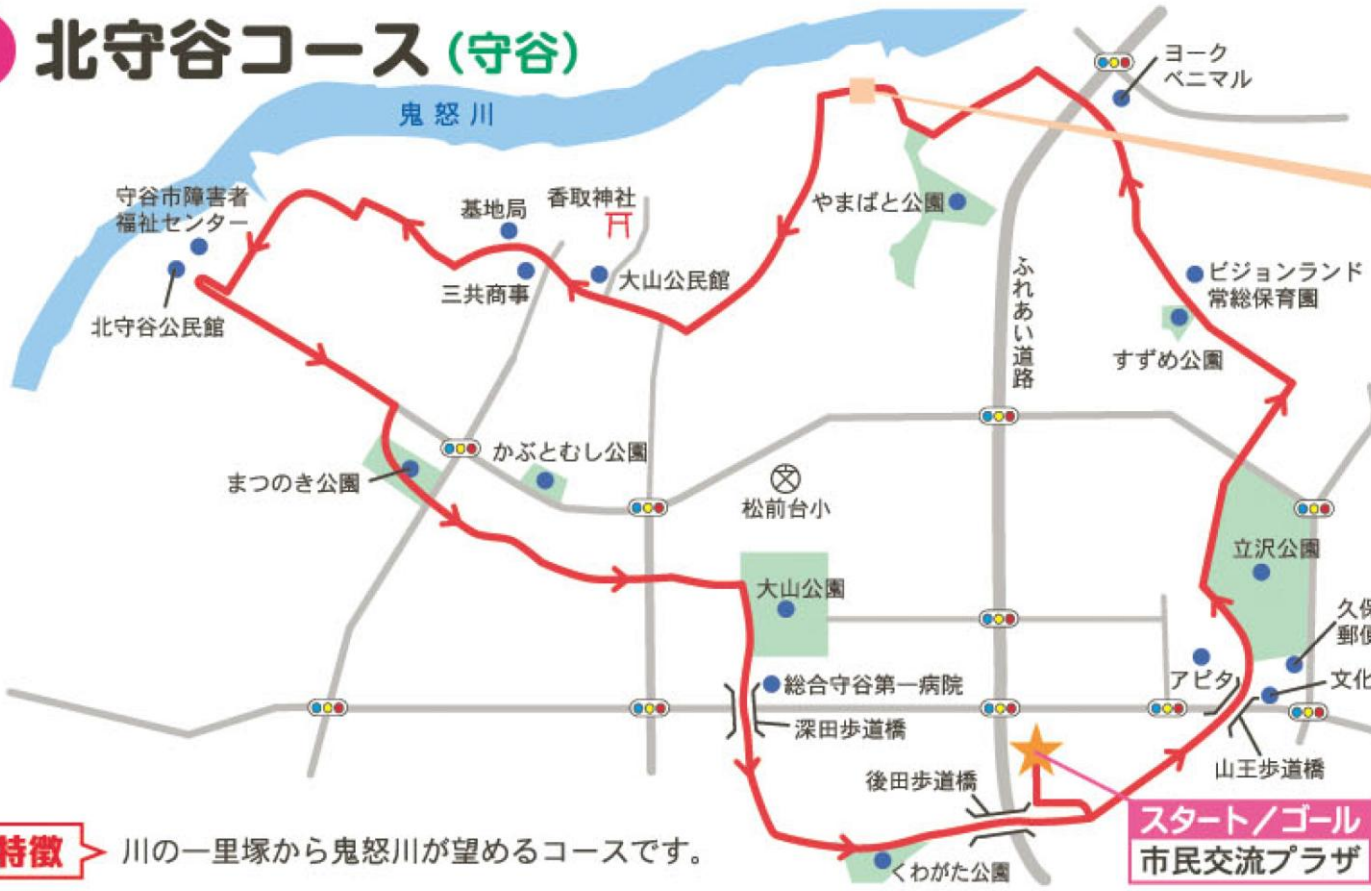 北守谷コース(守谷)
鬼怒川
ヨーク
ベニマル
守谷市障害者
福祉センター
基地局
香取神社
やまばと公園
三共商事
大山公民館
北守谷公民館
ふれあい道路
ビジョンランド
常総保育園
すずめ公園
かぶとむし公園
まつのき公園
松前台小
立沢公園
大山公園
久保
郵便
アピタ
文化
総合守谷第一病院
深田歩道橋
山王歩道橋
後田歩道橋
スタート/ゴール
市民交流プラザ
特徴
川の一里塚から鬼怒川が望めるコースです。
くわがた公園